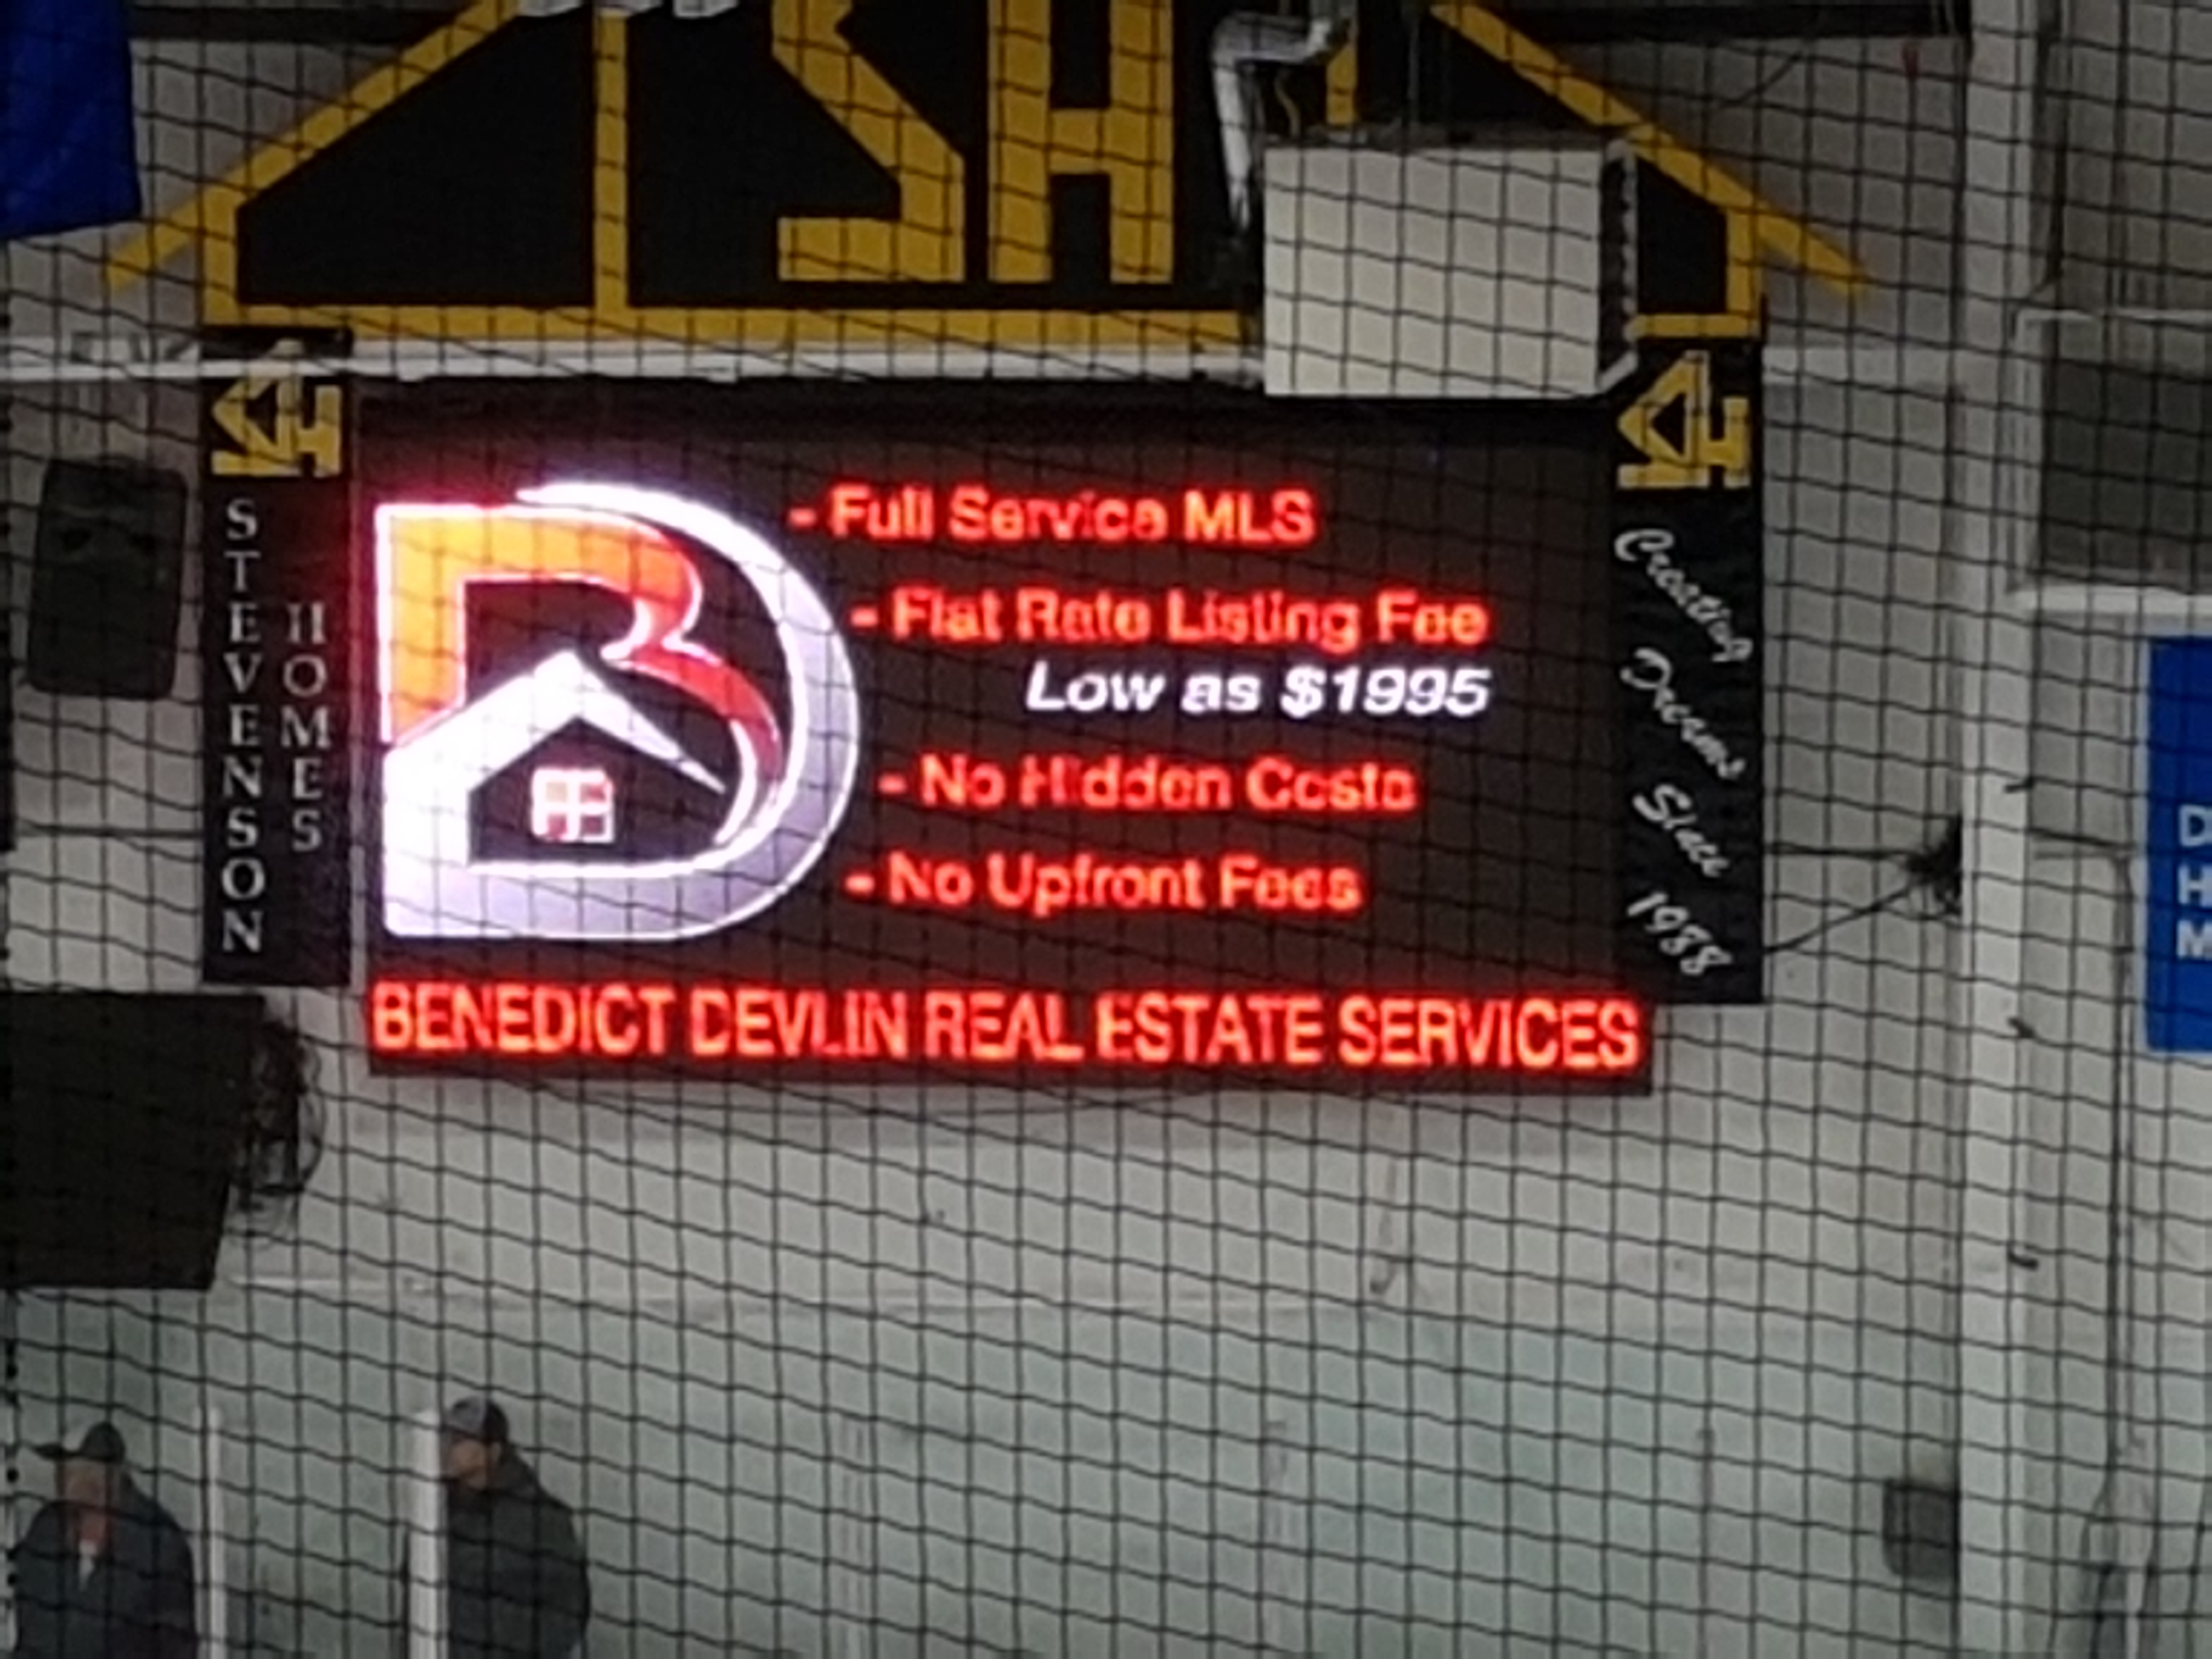 SH
SH
SH
STEVENSON
HOMES
- Full Service MLS
- Flat Rate Listing Fee
Low as $1995
- No Hidden Costs
- No Upfront Fees
BENEDICT DEVLIN REAL ESTATE SERVICES
Creating
Dreams
Since
1988
D
H
M